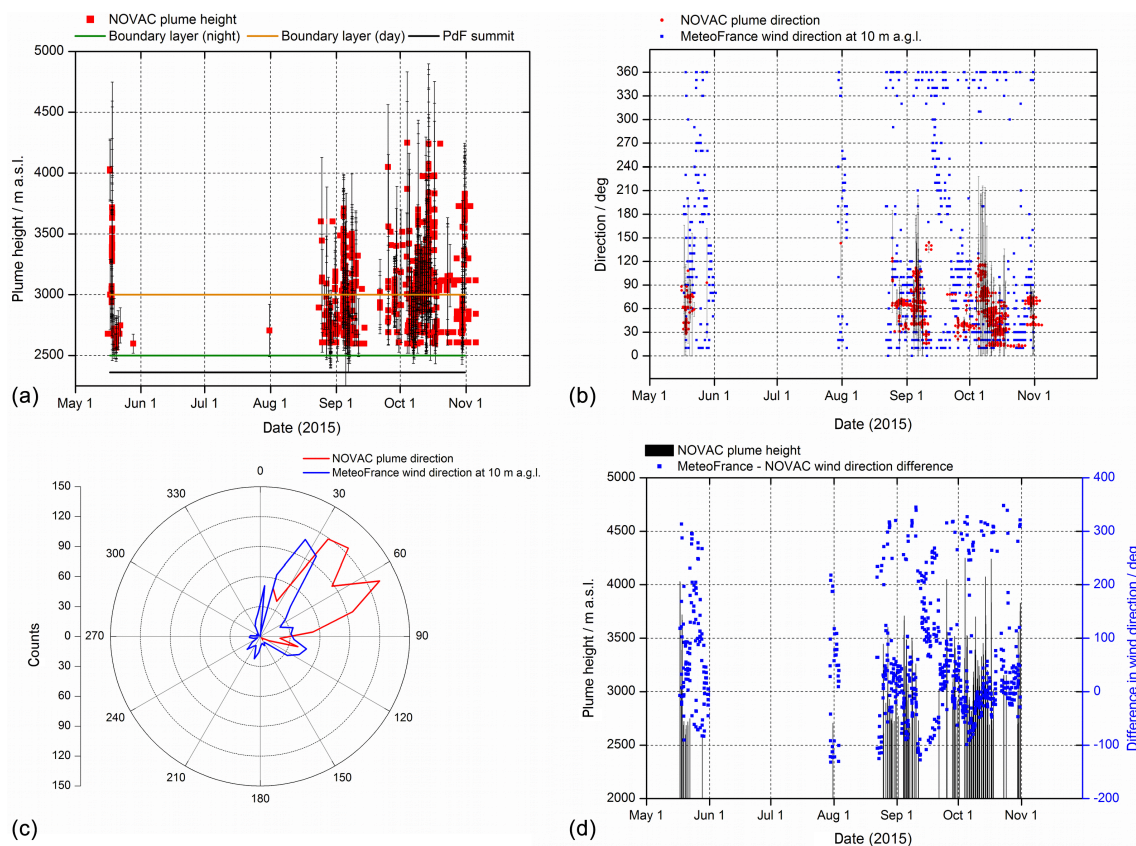 NOVAC plume height
Boundary layer (night) Boundary layer (day) PdF summit
5000
4500
4000
3500
3000
2500
Plume height / m a.s.l.
May 1 Jun 1 Jul 1 Aug 1 Sep 1 Oct 1 Nov 1
Date (2015)
(a)
NOVAC plume direction
MeteoFrance wind direction at 10 m a.g.l.
360
330
300
270
240
210
180
150
120
90
60
30
0
Direction / deg
May 1 Jun 1 Jul 1 Aug 1 Sep 1 Oct 1 Nov 1
Date (2015)
(b)
NOVAC plume direction
MeteoFrance wind direction at 10 m a.g.l.
150
120
90
60
30
0
30
60
90
120
150
Counts
0
30
60
90
120
150
180
210
240
270
300
330
(c)
NOVAC plume height
MeteoFrance - NOVAC wind direction difference
5000
4500
4000
3500
3000
2500
2000
Plume height / m a.s.l.
400
300
200
100
0
-100
-200
Difference in wind direction / deg
May 1 Jun 1 Jul 1 Aug 1 Sep 1 Oct 1 Nov 1
Date (2015)
(d)